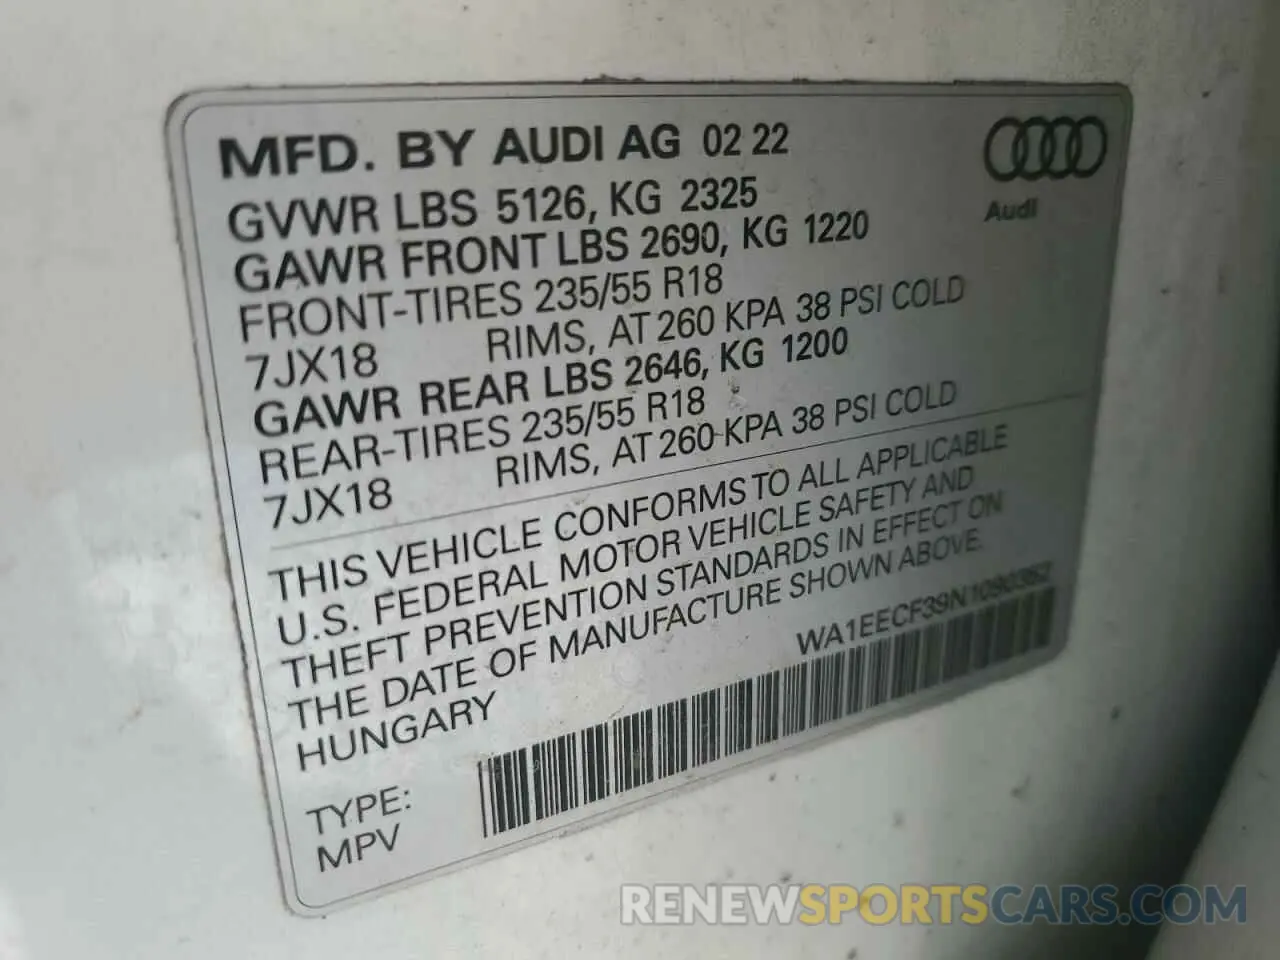 MFD. BY AUDI AG 02 22
GVWR LBS 5126, KG 2325
GAWR FRONT LBS 2690, KG 1220
FRONT-TIRES 235/55 R18
7JX18 RIMS, AT 260 KPA 38 PSI COLD
GAWR REAR LBS 2646, KG 1200
REAR-TIRES 235/55 R18
7JX18 RIMS, AT 260 KPA 38 PSI COLD
Audi
THIS VEHICLE CONFORMS TO ALL APPLICABLE
U.S. FEDERAL MOTOR VEHICLE SAFETY AND
THEFT PREVENTION STANDARDS IN EFFECT ON
THE DATE OF MANUFACTURE SHOWN ABOVE.
HUNGARY
WA1EECF39N1090352
TYPE:
MPV
RENEWSPORTSCARS.COM